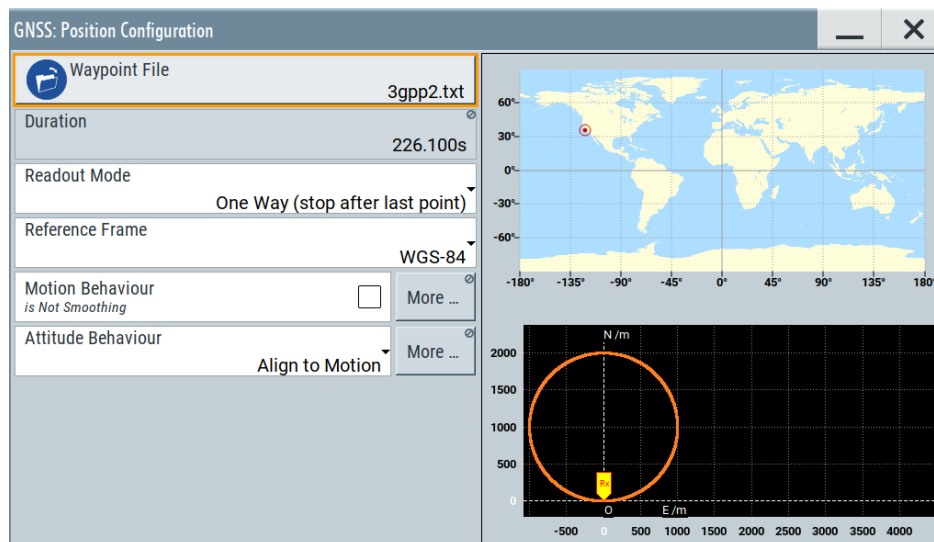 GNSS: Position Configuration
Waypoint File
3gpp2.txt
Duration
226.100s
Readout Mode
One Way (stop after last point)
Reference Frame
WGS-84
Motion Behaviour
is Not Smoothing
More ...
Attitude Behaviour
Align to Motion
More ...
60°
30°
0°
-30°
-60°
-180° -135° -90° -45° 0° 45° 90° 135° 180°
N/m
2000
1500
1000
500
0
Rx
O E/m
-500 0 500 1000 1500 2000 2500 3000 3500 4000